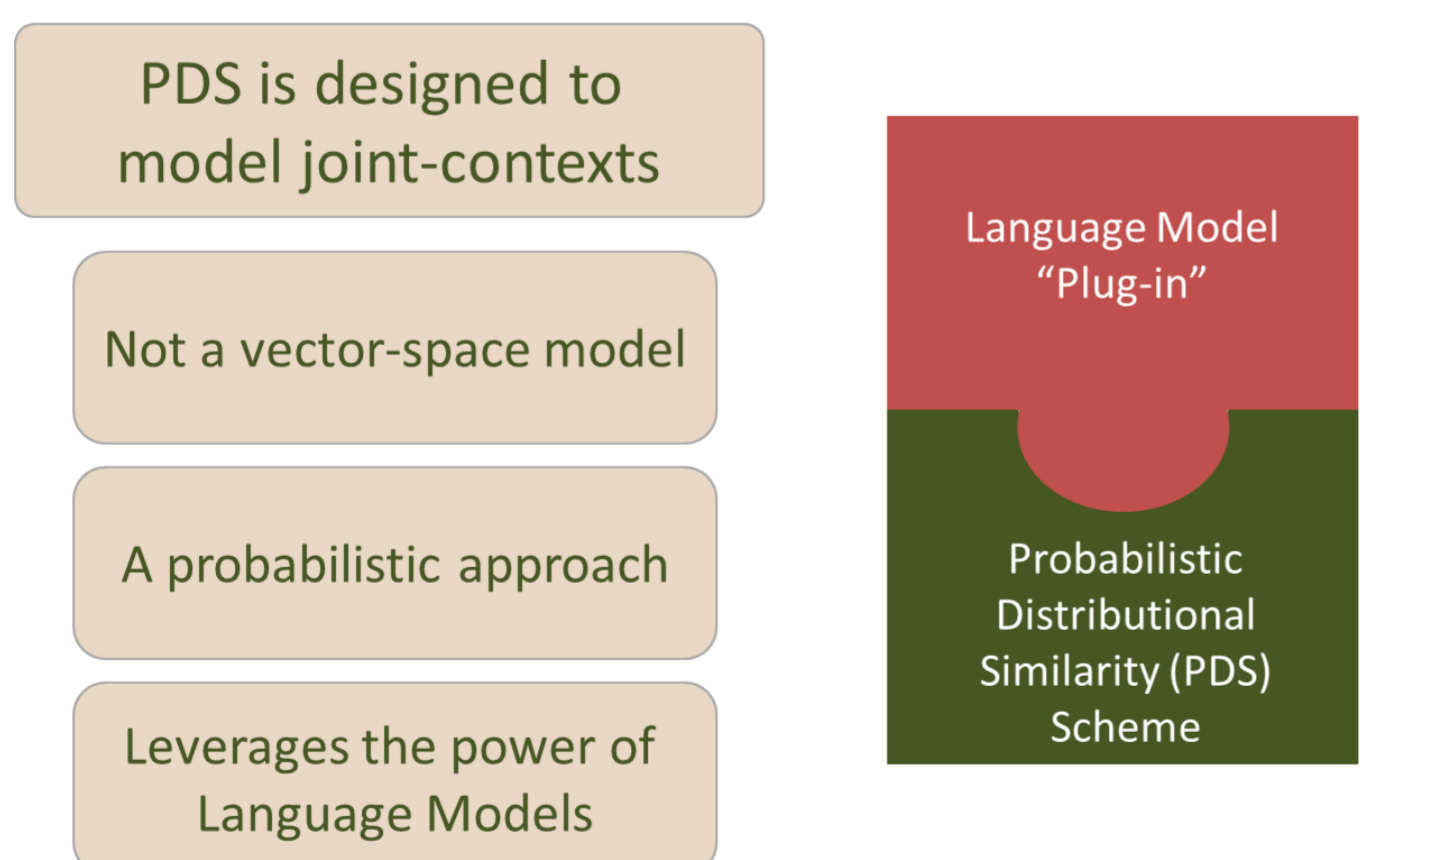 PDS is designed to
model joint-contexts
Not a vector-space model
A probabilistic approach
Leverages the power of
Language Models
Language Model
“Plug-in”
Probabilistic
Distributional
Similarity (PDS)
Scheme